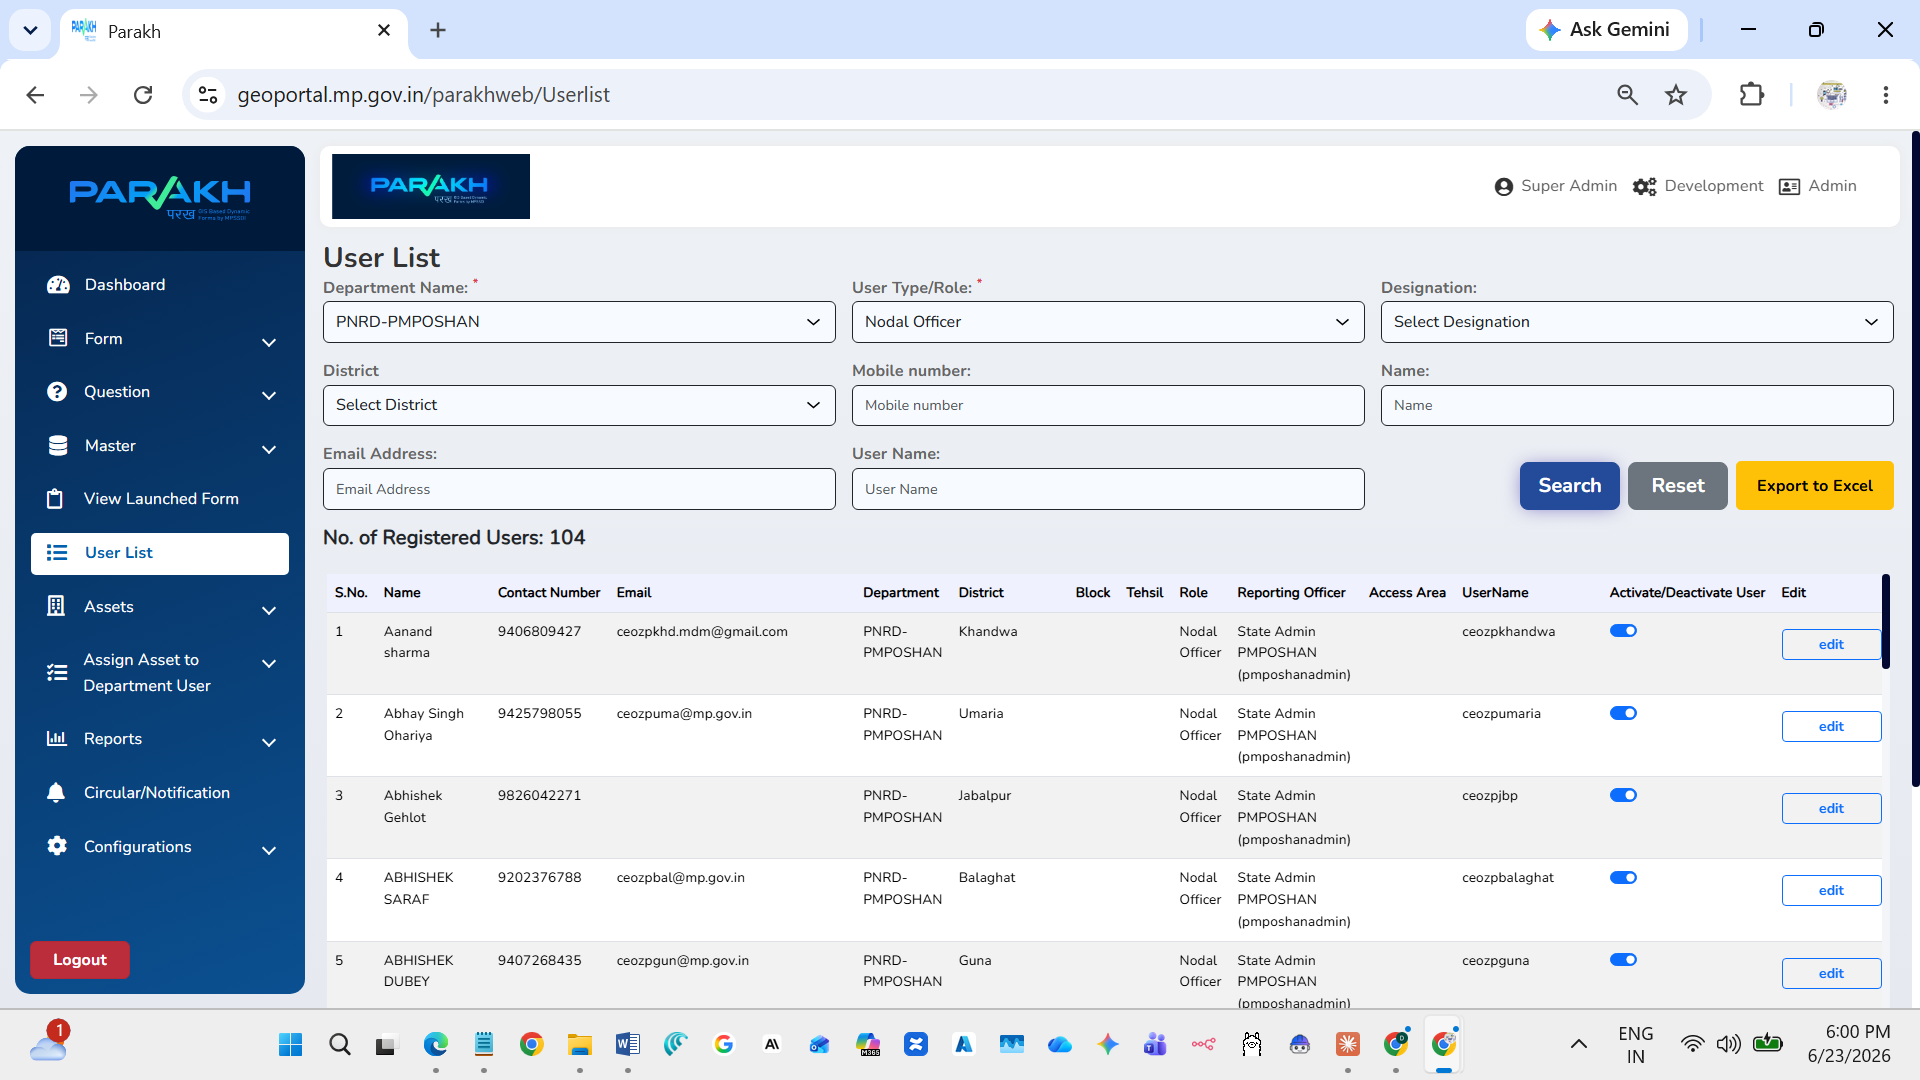 Parakh
Ask Gemini
geoportal.mp.gov.in/parakhweb/Userlist
PARAKH
परख GIS Based Dynamic
Forms by MPSSDI
PARAKH
परख
Super Admin
Development
Admin
Dashboard
Form
Question
Master
View Launched Form
User List
Assets
Assign Asset to
Department User
Reports
Circular/Notification
Configurations
Logout
User List
Department Name: * User Type/Role: * Designation:
PNRD-PMPOSHAN Nodal Officer Select Designation
District Mobile number: Name:
Select District Mobile number Name
Email Address: User Name:
Email Address User Name Search Reset Export to Excel
No. of Registered Users: 104
S.No. Name Contact Number Email Department District Block Tehsil Role Reporting Officer Access Area UserName Activate/Deactivate User Edit
1 Aanand 9406809427 ceozpkhd.mdm@gmail.com PNRD- Khandwa Nodal State Admin ceozpkhandwa
sharma PMPOSHAN Officer PMPOSHAN edit
(pmposhanadmin)
2 Abhay Singh 9425798055 ceozpuma@mp.gov.in PNRD- Umaria Nodal State Admin ceozpumaria
Ohariya PMPOSHAN Officer PMPOSHAN edit
(pmposhanadmin)
3 Abhishek 9826042271 PNRD- Jabalpur Nodal State Admin ceozpjbp
Gehlot PMPOSHAN Officer PMPOSHAN edit
(pmposhanadmin)
4 ABHISHEK 9202376788 ceozpbal@mp.gov.in PNRD- Balaghat Nodal State Admin ceozpbalaghat
SARAF PMPOSHAN Officer PMPOSHAN edit
(pmposhanadmin)
5 ABHISHEK 9407268435 ceozpgun@mp.gov.in PNRD- Guna Nodal State Admin ceozpguna
DUBEY PMPOSHAN Officer PMPOSHAN edit
(pmposhanadmin)
1
ENG
IN
6:00 PM
6/23/2026